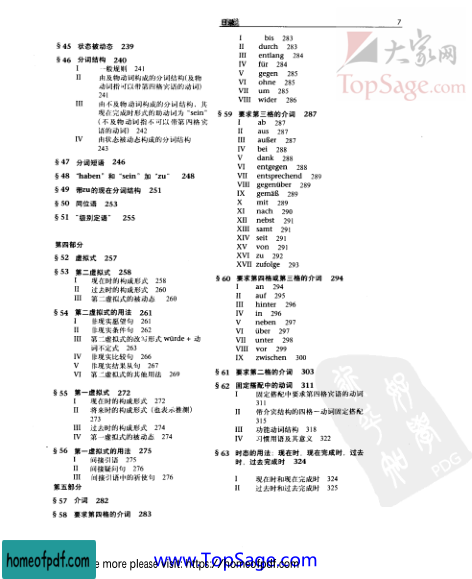 7
§ 45 状态被动态 239
§ 46 分词结构 240
I 一般规则 241
II 由及物动词构成的分词结构(及物
动词指可以带第四格宾语的动词)
241
III 由不及物动词构成的分词结构, 其
现在完成时形式的助动词为 "sein"
(不及物动词指不可以带第四格宾
语的动词) 242
IV 由状态被动态构成的分词结构
243
§ 47 分词短语 246
§ 48 "haben" 和 "sein" 加 "zu" 248
§ 49 带zu的现在分词结构 251
§ 50 同位语 253
§ 51 "级别定语" 255
第四部分
§ 52 虚拟式 257
§ 53 第二虚拟式 258
I 现在时的构成形式 258
II 过去时的构成形式 260
III 第二虚拟式的被动态 260
§ 54 第二虚拟式的用法 261
I 非现实愿望句 261
II 非现实条件句 262
III 第二虚拟式的改写形式 würde + 动
词不定式 263
IV 非现实比较句 266
V 非现实结果从句 267
VI 第二虚拟式的其他用法 269
§ 55 第一虚拟式 272
I 现在时的构成形式 272
II 将来时的构成形式 (也表示推测)
273
III 过去时的构成形式 274
IV 第一虚拟式的被动态 274
§ 56 第一虚拟式的用法 275
I 间接引语 275
II 间接疑问句 276
III 间接引语中的祈使句 276
第五部分
§ 57 介词 282
§ 58 要求第四格的介词 283
I bis 283
II durch 283
III entlang 284
IV für 284
V gegen 285
VI ohne 285
VII um 285
VIII wider 286
§ 59 要求第三格的介词 287
I ab 287
II aus 287
III außer 287
IV bei 288
V dank 288
VI entgegen 288
VII entsprechend 289
VIII gegenüber 289
IX gemäß 289
X mit 289
XI nach 290
XII nebst 291
XIII samt 291
XIV seit 291
XV von 291
XVI zu 292
XVII zufolge 293
§ 60 要求第四格或第三格的介词 294
I an 294
II auf 295
III hinter 296
IV in 296
V neben 297
VI über 297
VII unter 298
VIII vor 299
IX zwischen 300
§ 61 要求第二格的介词 303
§ 62 固定搭配中的动词 311
I 固定搭配中要求第四格宾语的动词
311
II 带介宾结构的四格-动词固定搭配
315
III 功能动词结构 318
IV 习惯用语及其意义 322
§ 63 时态的用法: 现在时, 现在完成时, 过去
时, 过去完成时 324
I 现在时和现在完成时 324
II 过去时和过去完成时 325
大家网
TopSage.com
PDG
homeofpdf.com
e more please visit: https://homeofpdf.com
www.TopSage.com